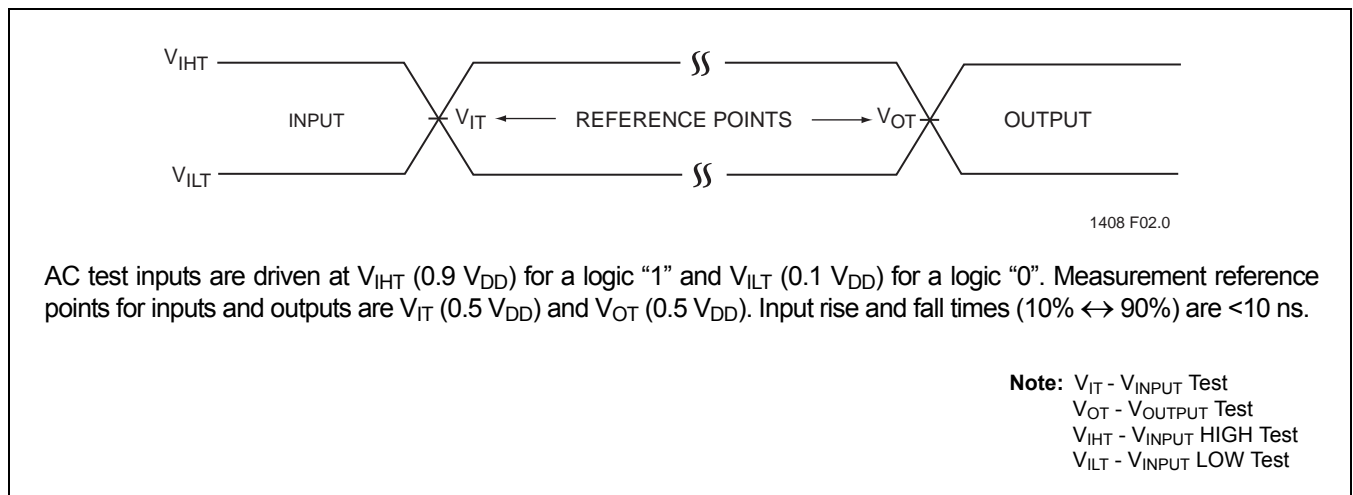 VIHT
INPUT VIT REFERENCE POINTS VOT OUTPUT
VILT
1408 F02.0
AC test inputs are driven at VIHT (0.9 VDD) for a logic “1” and VILT (0.1 VDD) for a logic “0”. Measurement reference
points for inputs and outputs are VIT (0.5 VDD) and VOT (0.5 VDD). Input rise and fall times (10% ↔ 90%) are <10 ns.
Note: VIT - VINPUT Test
VOT - VOUTPUT Test
VIHT - VINPUT HIGH Test
VILT - VINPUT LOW Test